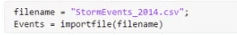 filename = "StormEvents_2014.csv";
Events = importfile(filename)